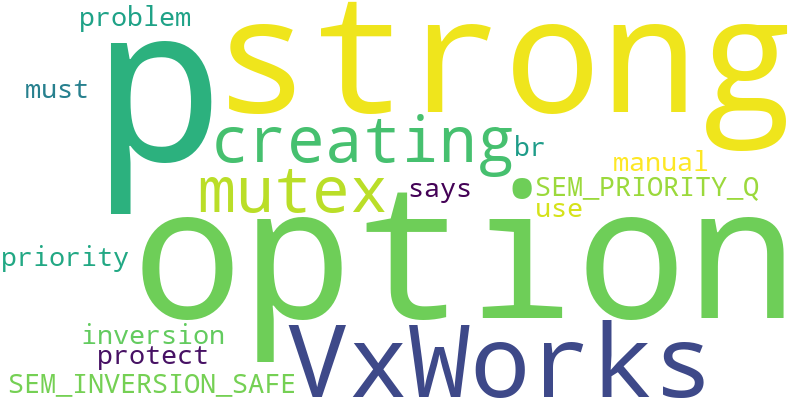 problem
strong
p
must
creating
br
manual
mutex
says
SEM_PRIORITY_Q
use
option
priority
inversion
VxWorks
protect
SEM_INVERSION_SAFE